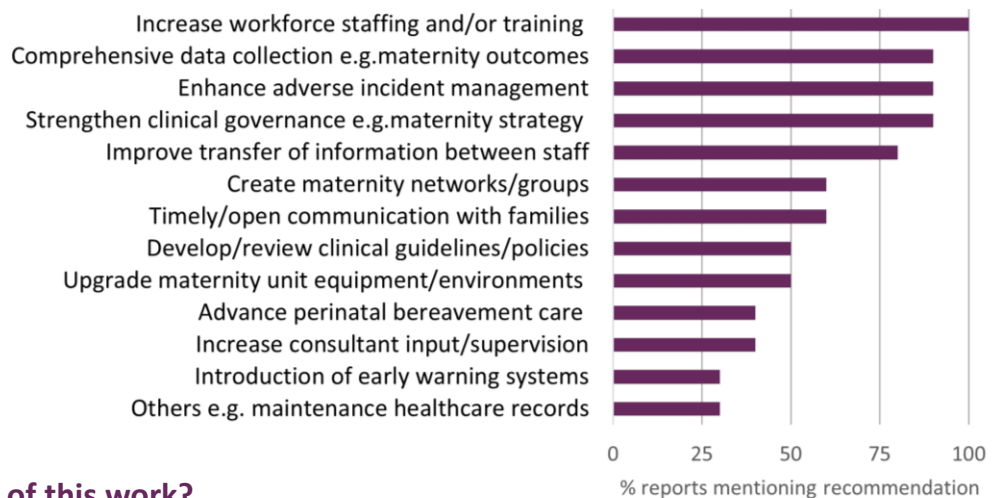 Increase workforce staffing and/or training
Comprehensive data collection e.g.maternity outcomes
Enhance adverse incident management
Strengthen clinical governance e.g.maternity strategy
Improve transfer of information between staff
Create maternity networks/groups
Timely/open communication with families
Develop/review clinical guidelines/policies
Upgrade maternity unit equipment/environments
Advance perinatal bereavement care
Increase consultant input/supervision
Introduction of early warning systems
Others e.g. maintenance healthcare records
0 25 50 75 100
% reports mentioning recommendation
of this work?